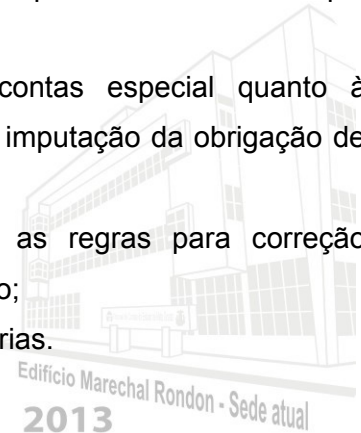 contas especial quanto à
imputação da obrigação de
as regras para correção
o;
rias.
Edifício Marechal Rondon - Sede atual
2013